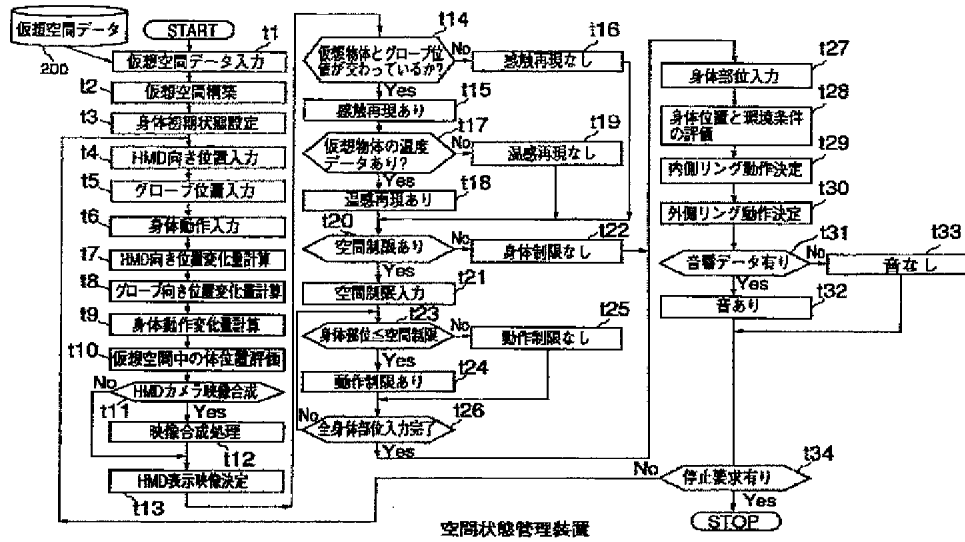 仮想空間データ
200
START
t1
仮想空間データ入力
t2
仮想空間構築
t3
身体初期状態設定
t4
HMD向き位置入力
t5
グローブ位置入力
t6
身体動作入力
t7
HMD向き位置変化量計算
t8
グローブ向き位置変化量計算
t9
身体動作変化量計算
t10
仮想空間中の体位置評価
No
HMDカメラ映像合成
t11
Yes
映像合成処理
t12
HMD表示映像決定
t13
t14
仮想物体とグローブ位
置が交わっているか?
No
t16
感触再現なし
Yes
t15
感触再現あり
t17
仮想物体の温度
データあり?
No
t19
温感再現なし
Yes
t18
温感再現あり
t20
空間制限あり
No
t22
身体制限なし
Yes
t21
空間制限入力
t23
身体部位≦空間制限
No
t25
動作制限なし
Yes
t24
動作制限あり
No
全身体部位入力完了
t26
Yes
t27
身体部位入力
t28
身体位置と環境条件
の評価
t29
内側リング動作決定
t30
外側リング動作決定
t31
音響データ有り
No
t33
音なし
Yes
t32
音あり
No
停止要求有り
t34
Yes
STOP
空間状態管理装置